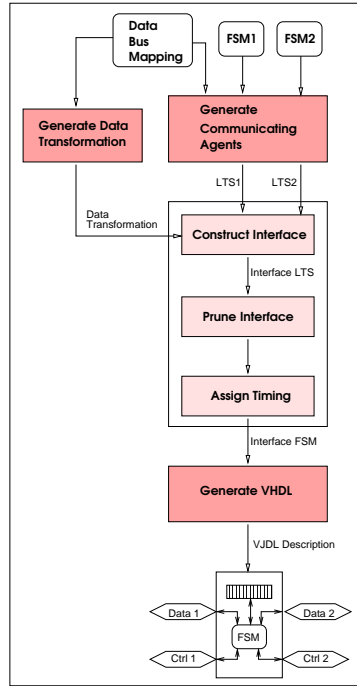 Data
Bus
Mapping
FSM1
FSM2
Generate Data
Transformation
Generate
Communicating
Agents
LTS1
LTS2
Data
Transformation
Construct Interface
Interface LTS
Prune Interface
Assign Timing
Interface FSM
Generate VHDL
VJDL Description
Data 1
Data 2
FSM
Ctrl 1
Ctrl 2